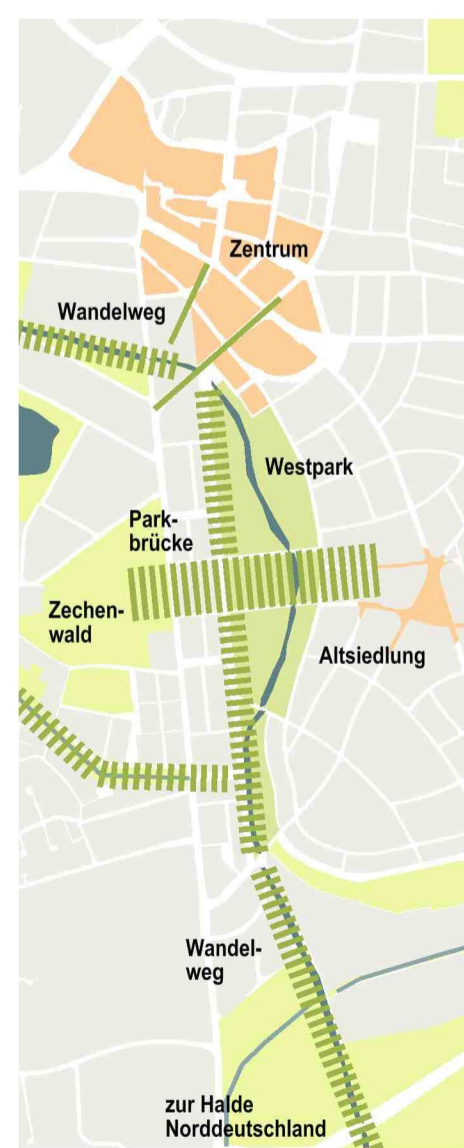 Zentrum
Wandelweg
Westpark
Park-
brücke
Zechen-
wald
Altsiedlung
Wandel-
weg
zur Halde
Norddeutschland